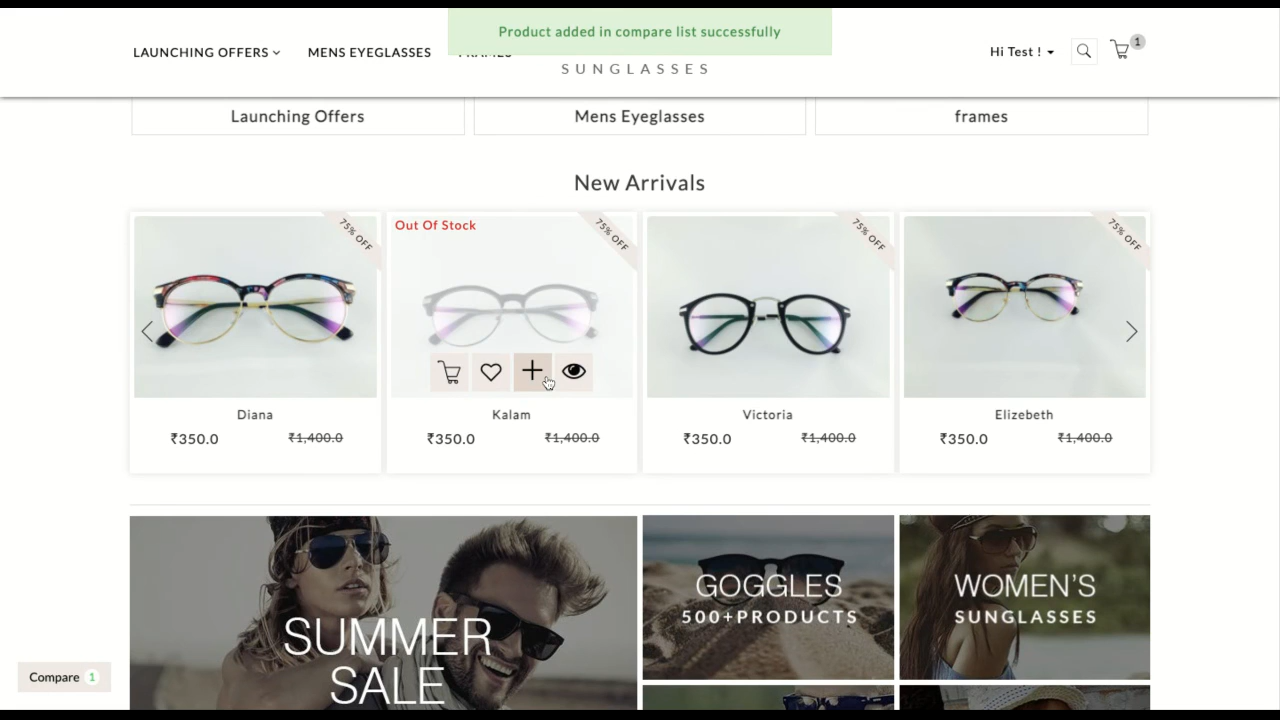 Product added in compare list successfully
LAUNCHING OFFERS
MENS EYEGLASSES
Hi Test !
1
SUNGLASSES
Launching Offers
Mens Eyeglasses
frames
New Arrivals
75% OFF
Out Of Stock
75% OFF
75% OFF
75% OFF
Diana
Kalam
Victoria
Elizebeth
₹350.0
₹1,400.0
₹350.0
₹1,400.0
₹350.0
₹1,400.0
₹350.0
₹1,400.0
SUMMER
SALE
GOGGLES
500+PRODUCTS
WOMEN'S
SUNGLASSES
Compare 1